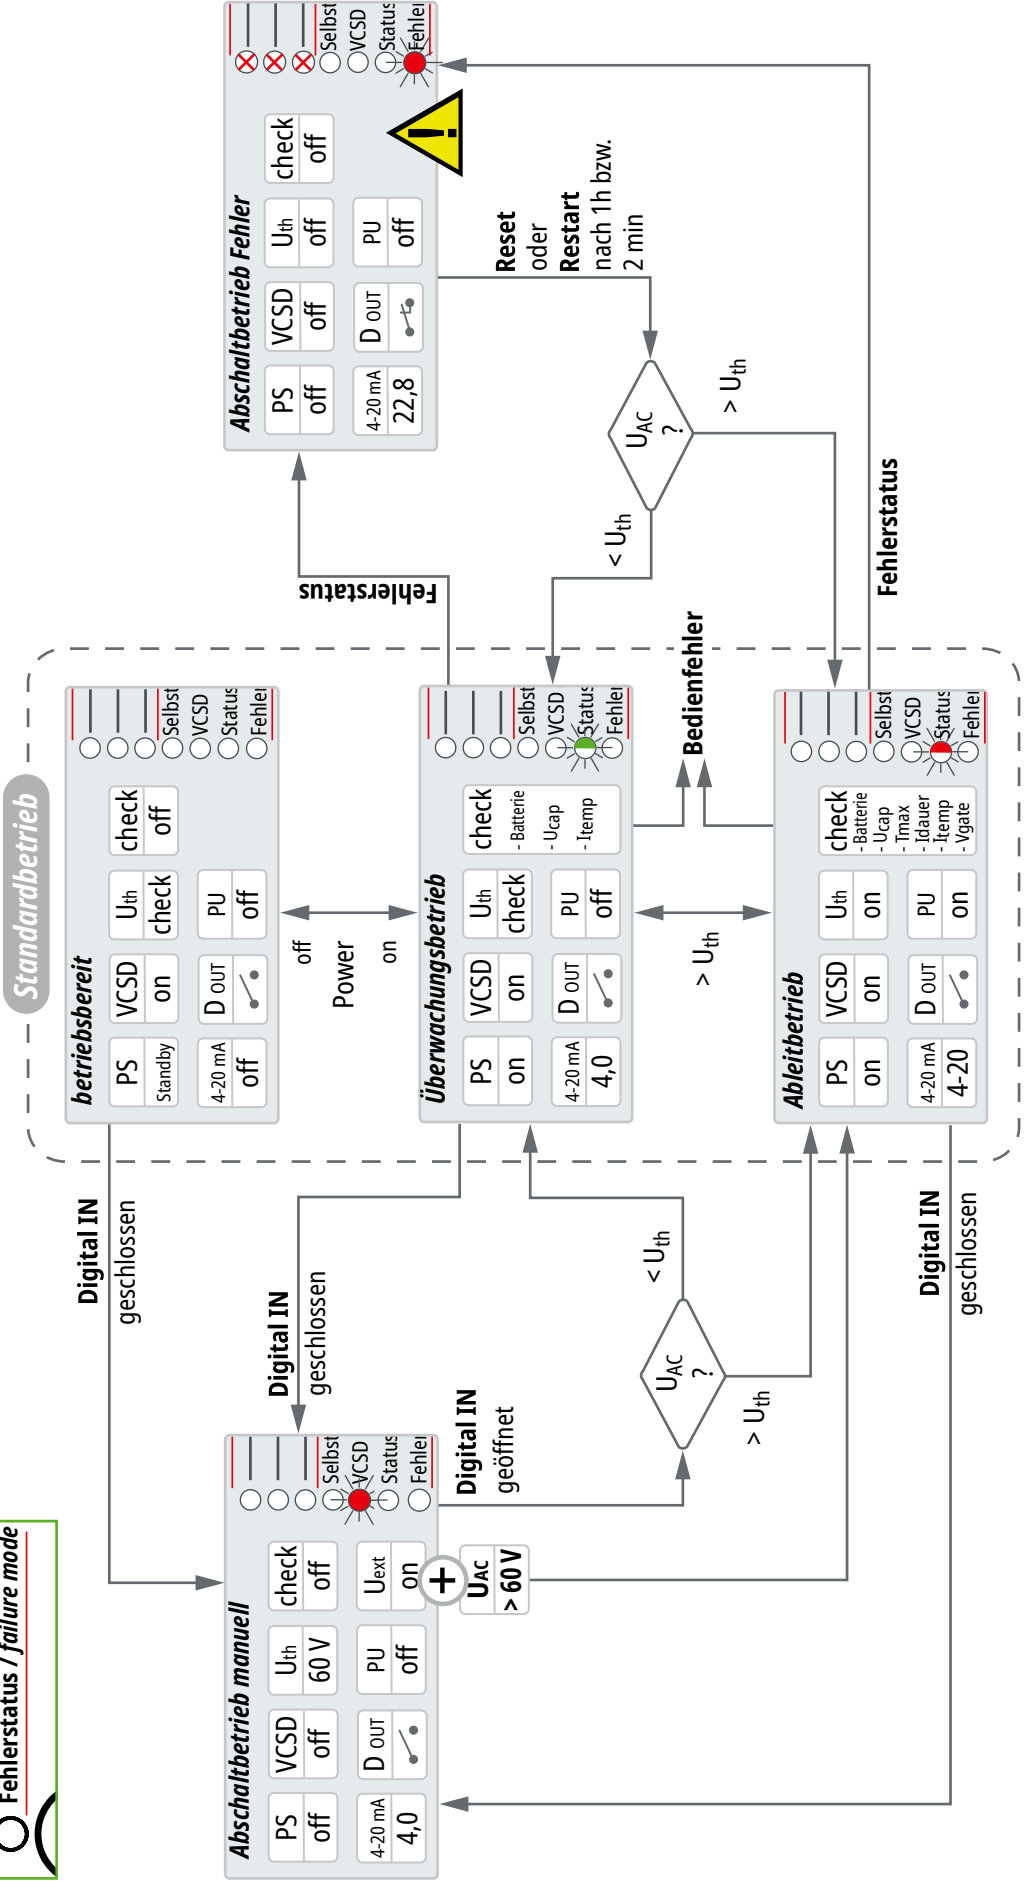 Fehlerstatus / failure mode
Standardbetrieb
betriebsbereit
PS
Standby
VCSD
on
Uth
check
check
off
4-20 mA
off
D OUT
PU
off
Selbst
VCSD
Status
Fehler
off
Power
on
Überwachungsbetrieb
PS
on
VCSD
on
Uth
check
check
- Batterie
- Ucap
- Itemp
4-20 mA
4,0
D OUT
PU
off
Selbst
VCSD
Status
Fehler
> Uth
Bedienfehler
Ableitbetrieb
PS
on
VCSD
on
Uth
on
check
- Batterie
- Ucap
- Tmax
- Idauer
- Itemp
- Vgate
4-20 mA
4-20
D OUT
PU
on
Selbst
VCSD
Status
Fehler
Abschaltbetrieb manuell
PS
off
VCSD
off
Uth
60 V
check
off
4-20 mA
4,0
D OUT
PU
off
Uext
on
Selbst
VCSD
Status
Fehler
+
UAC
> 60 V
Digital IN
geschlossen
Digital IN
geschlossen
Digital IN
geöffnet
UAC
?
< Uth
> Uth
Digital IN
geschlossen
Abschaltbetrieb Fehler
PS
off
VCSD
off
Uth
off
check
off
4-20 mA
22,8
D OUT
PU
off
Selbst
VCSD
Status
Fehler
!
Fehlerstatus
Reset
oder
Restart
nach 1h bzw.
2 min
UAC
?
< Uth
> Uth
Fehlerstatus